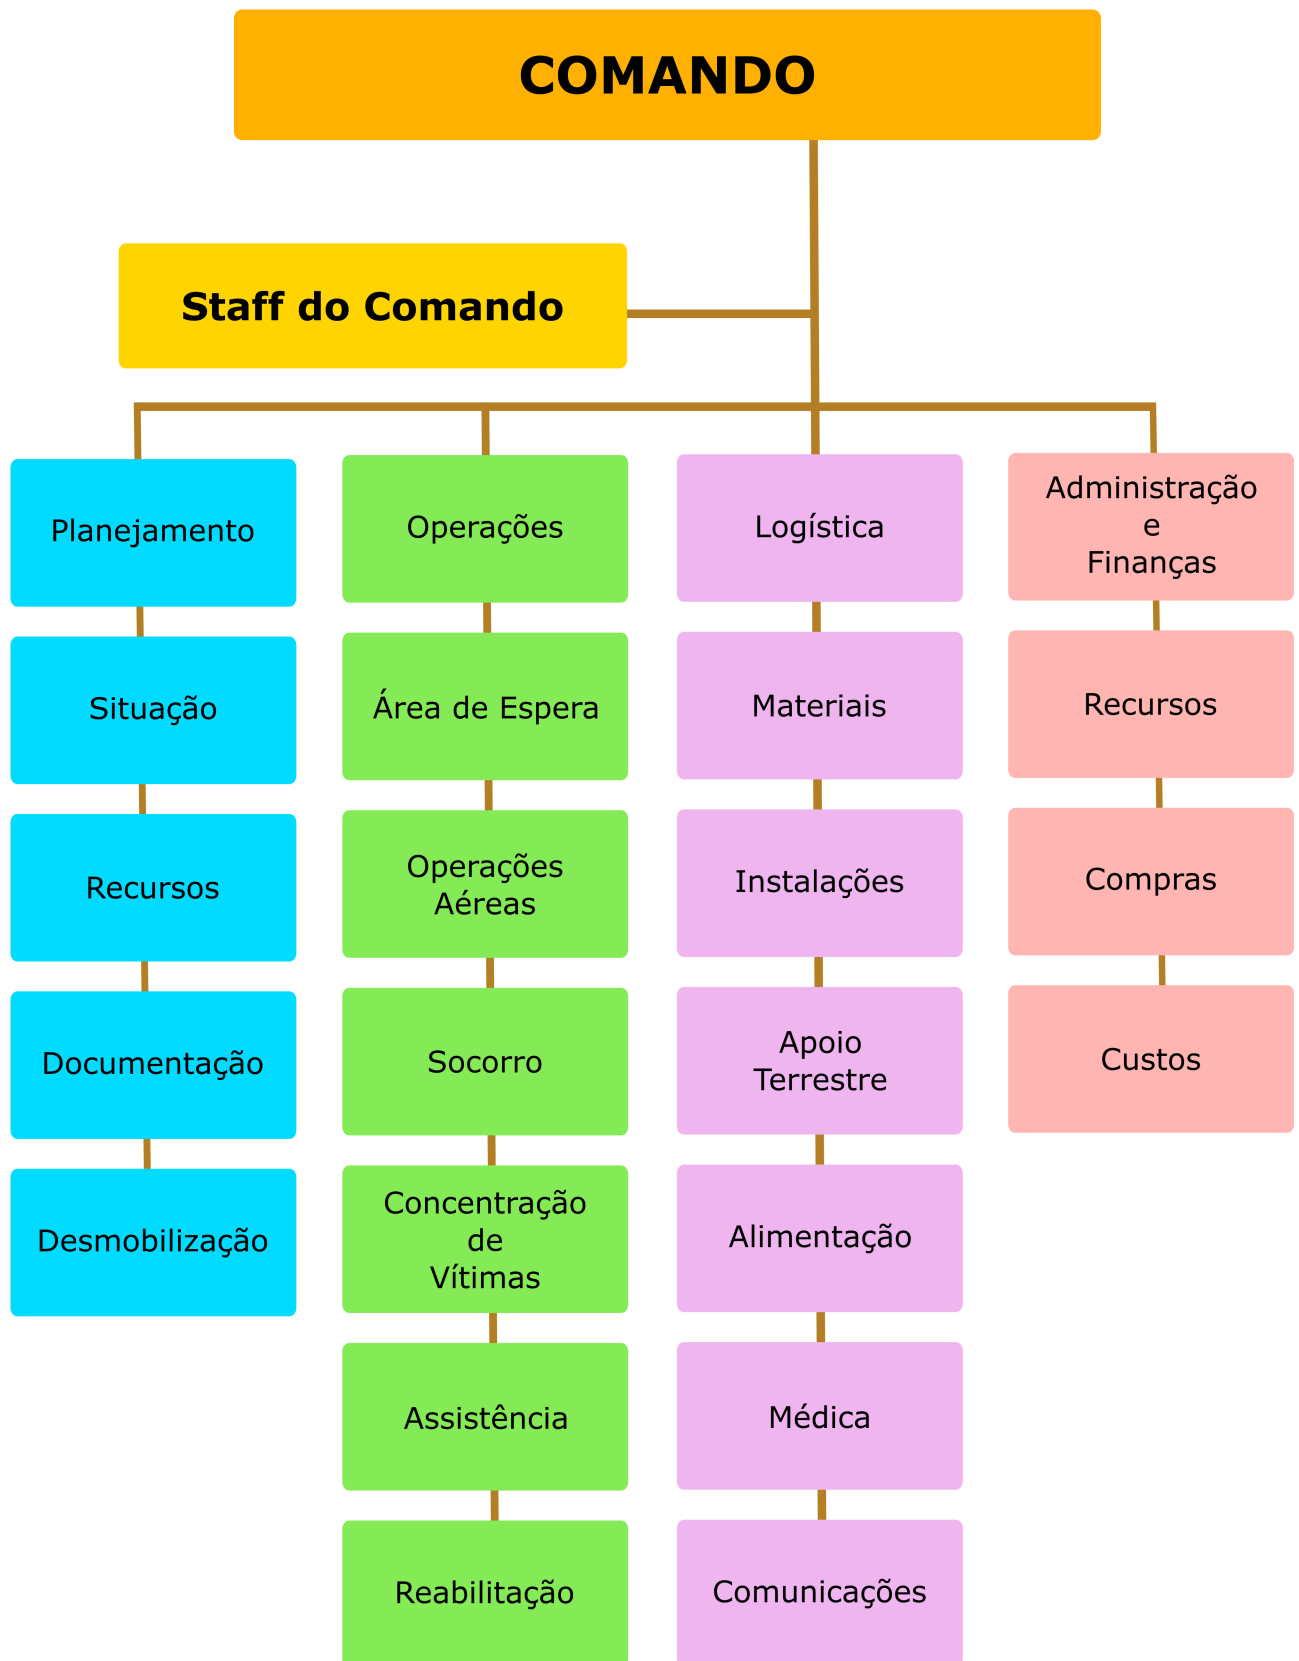 COMANDO
Staff do Comando
Planejamento
Situação
Recursos
Documentação
Desmobilização
Operações
Área de Espera
Operações
Aéreas
Socorro
Concentração
de
Vítimas
Assistência
Reabilitação
Logística
Materiais
Instalações
Apoio
Terrestre
Alimentação
Médica
Comunicações
Administração
e
Finanças
Recursos
Compras
Custos